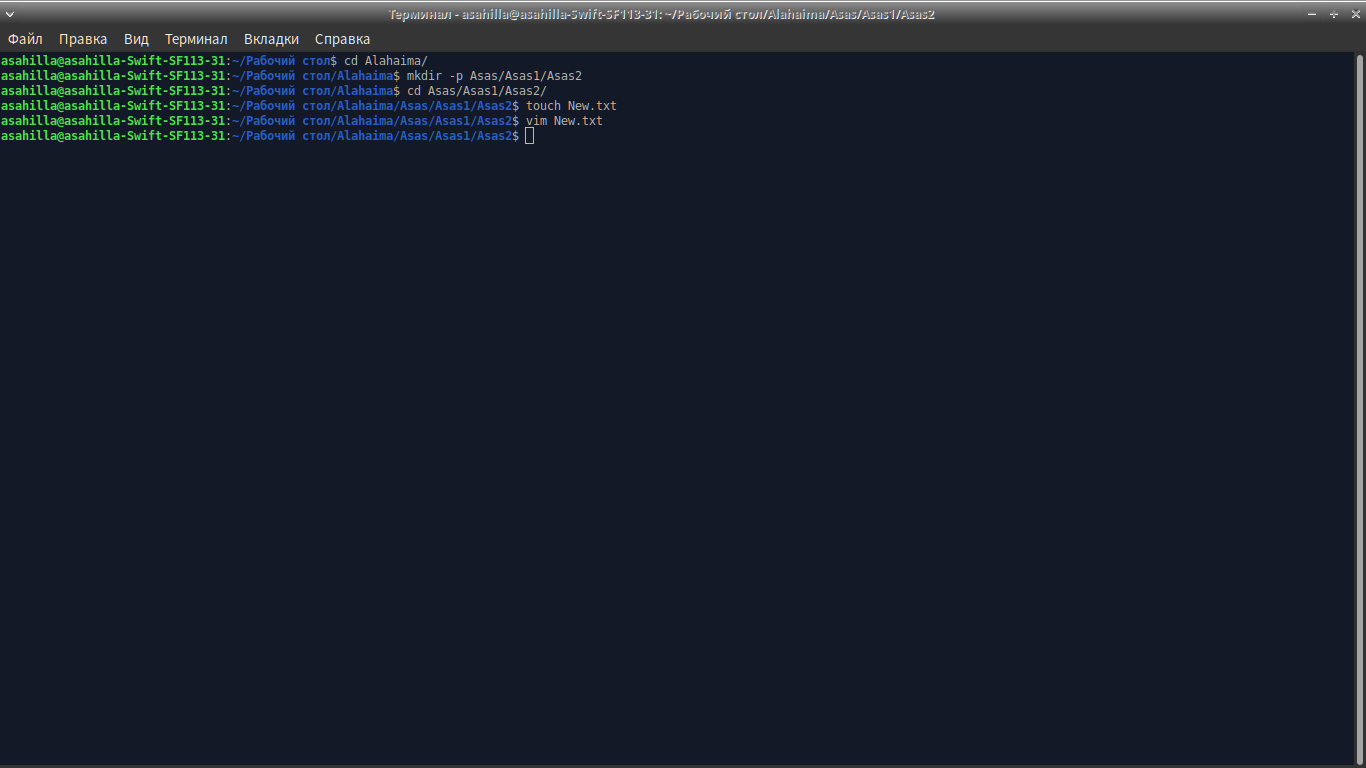 Терминал - asahilla@asahilla-Swift-SF113-31: ~/Рабочий стол/Alahaima/Asas/Asas1/Asas2
Файл Правка Вид Терминал Вкладки Справка
asahilla@asahilla-Swift-SF113-31:~/Рабочий стол$ cd Alahaima/
asahilla@asahilla-Swift-SF113-31:~/Рабочий стол/Alahaima$ mkdir -p Asas/Asas1/Asas2
asahilla@asahilla-Swift-SF113-31:~/Рабочий стол/Alahaima$ cd Asas/Asas1/Asas2/
asahilla@asahilla-Swift-SF113-31:~/Рабочий стол/Alahaima/Asas/Asas1/Asas2$ touch New.txt
asahilla@asahilla-Swift-SF113-31:~/Рабочий стол/Alahaima/Asas/Asas1/Asas2$ vim New.txt
asahilla@asahilla-Swift-SF113-31:~/Рабочий стол/Alahaima/Asas/Asas1/Asas2$